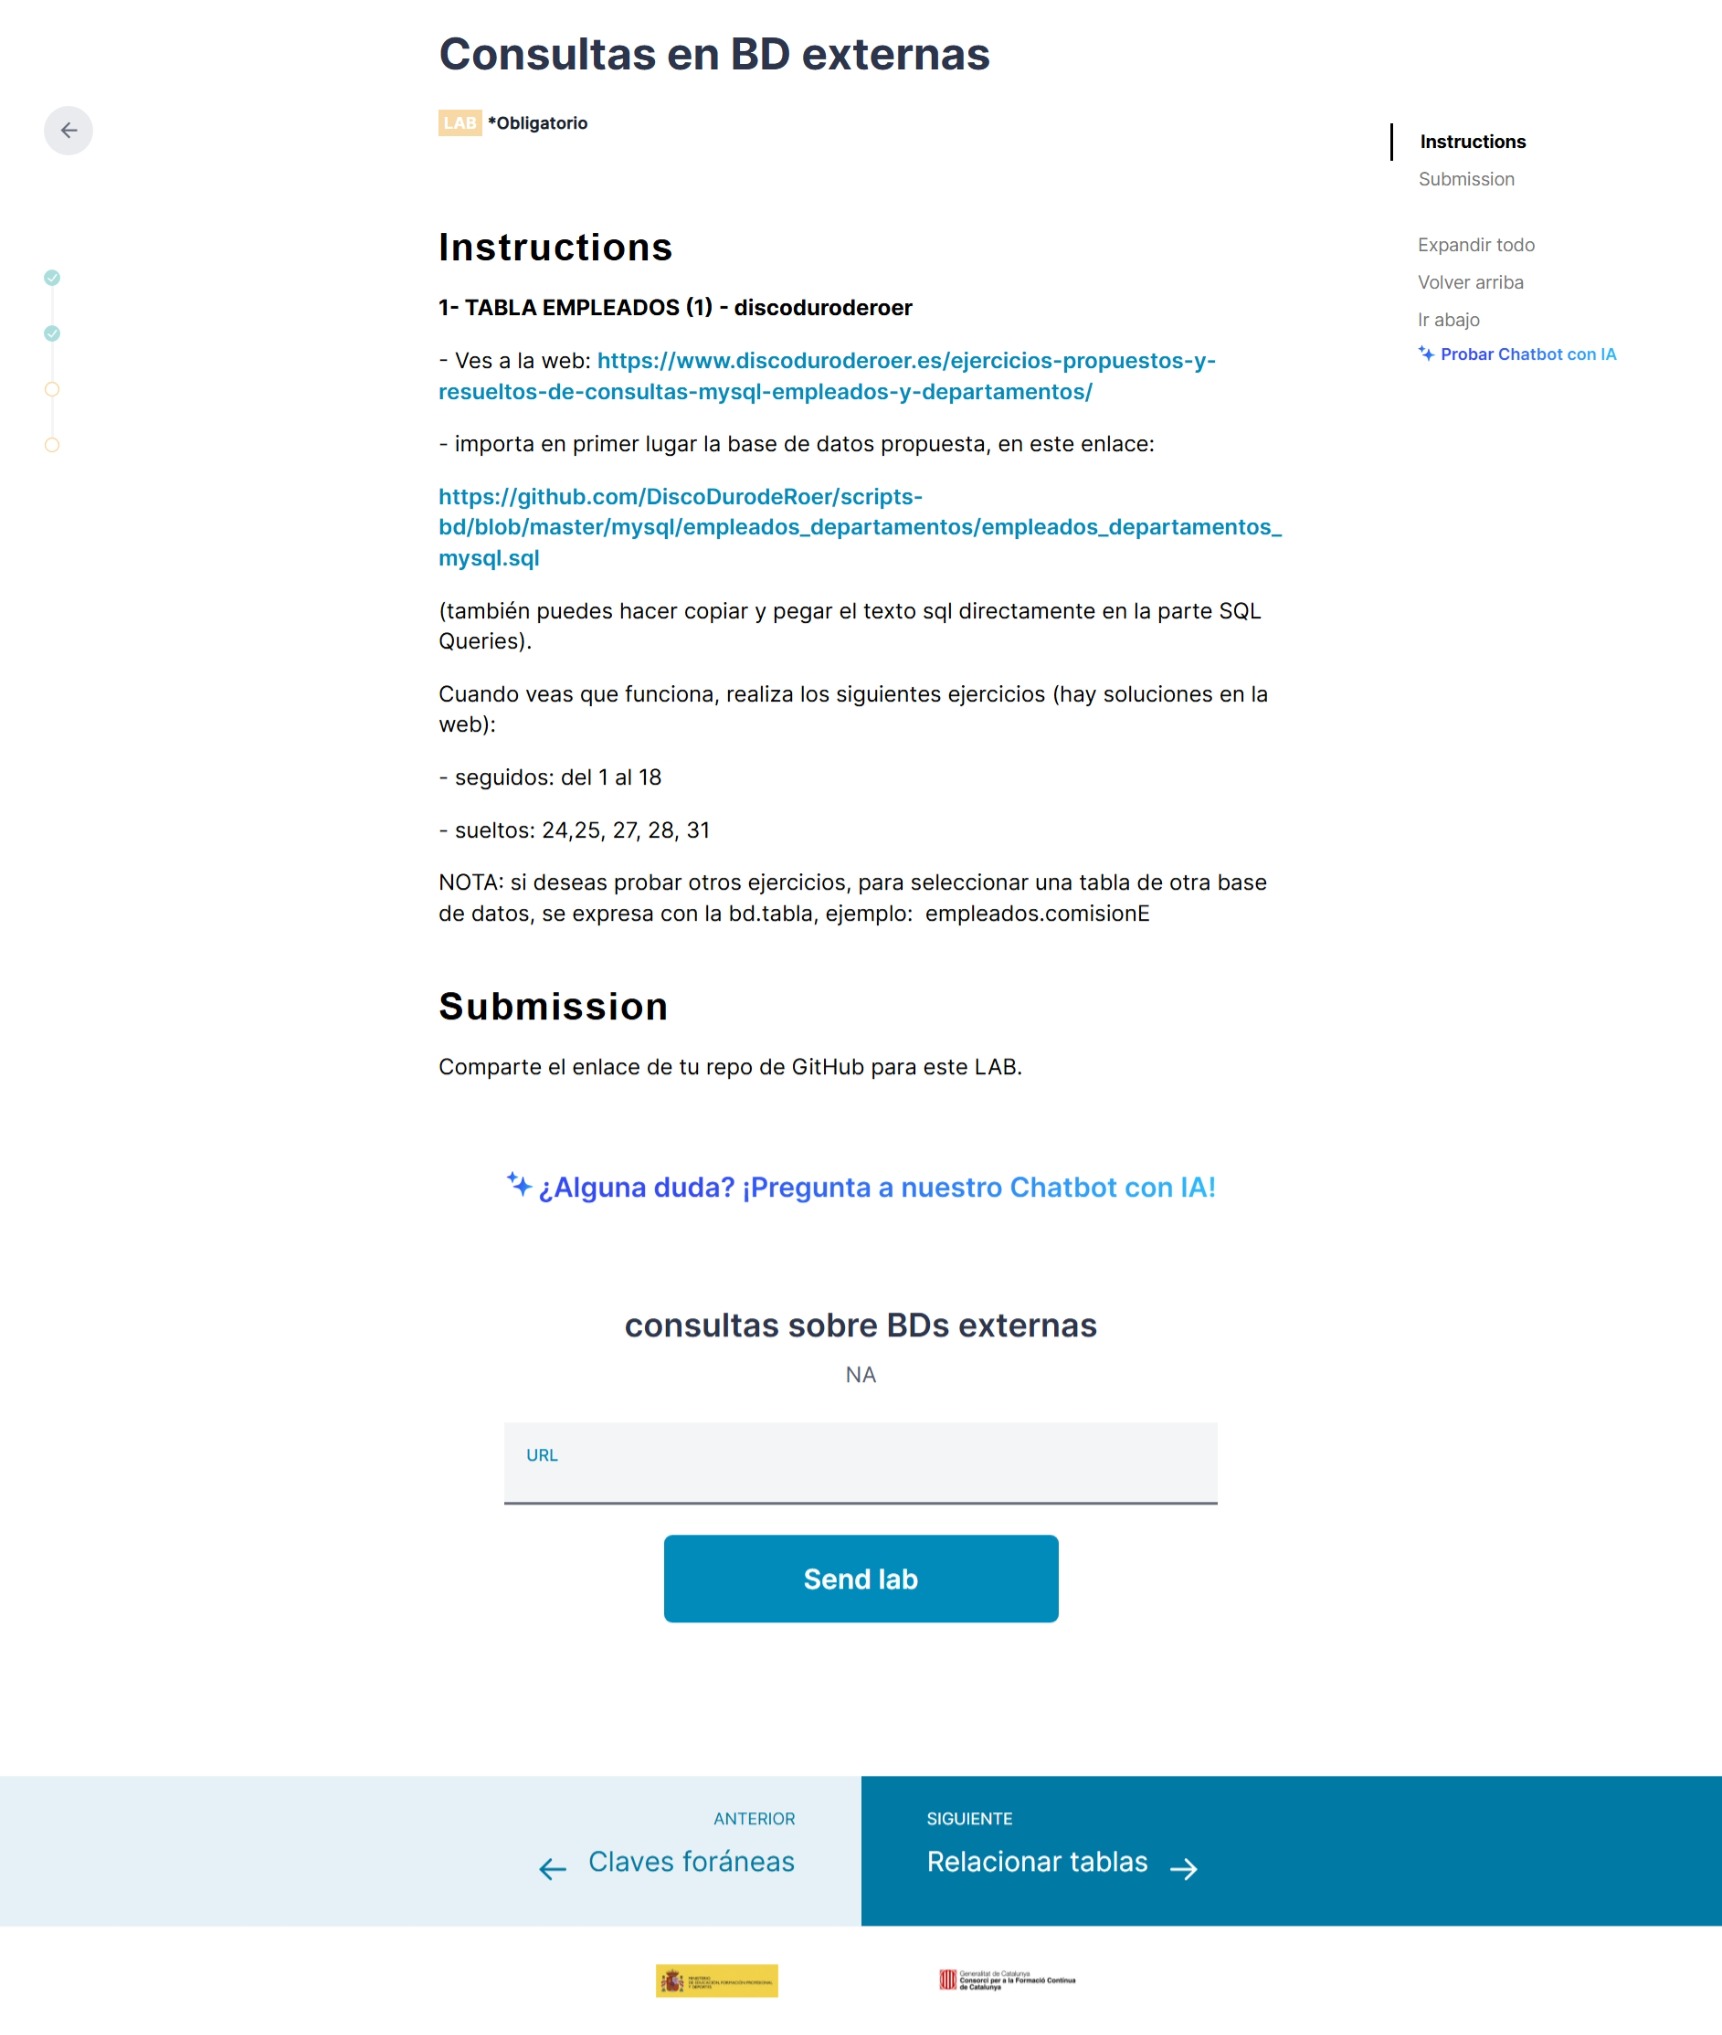 Consultas en BD externas
LAB *Obligatorio
Instructions
Submission
Expandir todo
Volver arriba
Ir abajo
Probar Chatbot con IA
Instructions
1- TABLA EMPLEADOS (1) - discoduroderoer
- Ves a la web: https://www.discoduroderoer.es/ejercicios-propuestos-y-
resueltos-de-consultas-mysql-empleados-y-departamentos/
- importa en primer lugar la base de datos propuesta, en este enlace:
https://github.com/DiscoDurodeRoer/scripts-
bd/blob/master/mysql/empleados_departamentos/empleados_departamentos_
mysql.sql
(también puedes hacer copiar y pegar el texto sql directamente en la parte SQL
Queries).
Cuando veas que funciona, realiza los siguientes ejercicios (hay soluciones en la
web):
- seguidos: del 1 al 18
- sueltos: 24,25, 27, 28, 31
NOTA: si deseas probar otros ejercicios, para seleccionar una tabla de otra base
de datos, se expresa con la bd.tabla, ejemplo:  empleados.comisionE
Submission
Comparte el enlace de tu repo de GitHub para este LAB.
¿Alguna duda? ¡Pregunta a nuestro Chatbot con IA!
consultas sobre BDs externas
NA
URL
Send lab
ANTERIOR
Claves foráneas
SIGUIENTE
Relacionar tablas
MINISTERIO
DE EDUCACIÓN, FORMACIÓN PROFESIONAL
Y DEPORTES
Generalitat de Catalunya
Consorci per a la Formació Contínua
de Catalunya